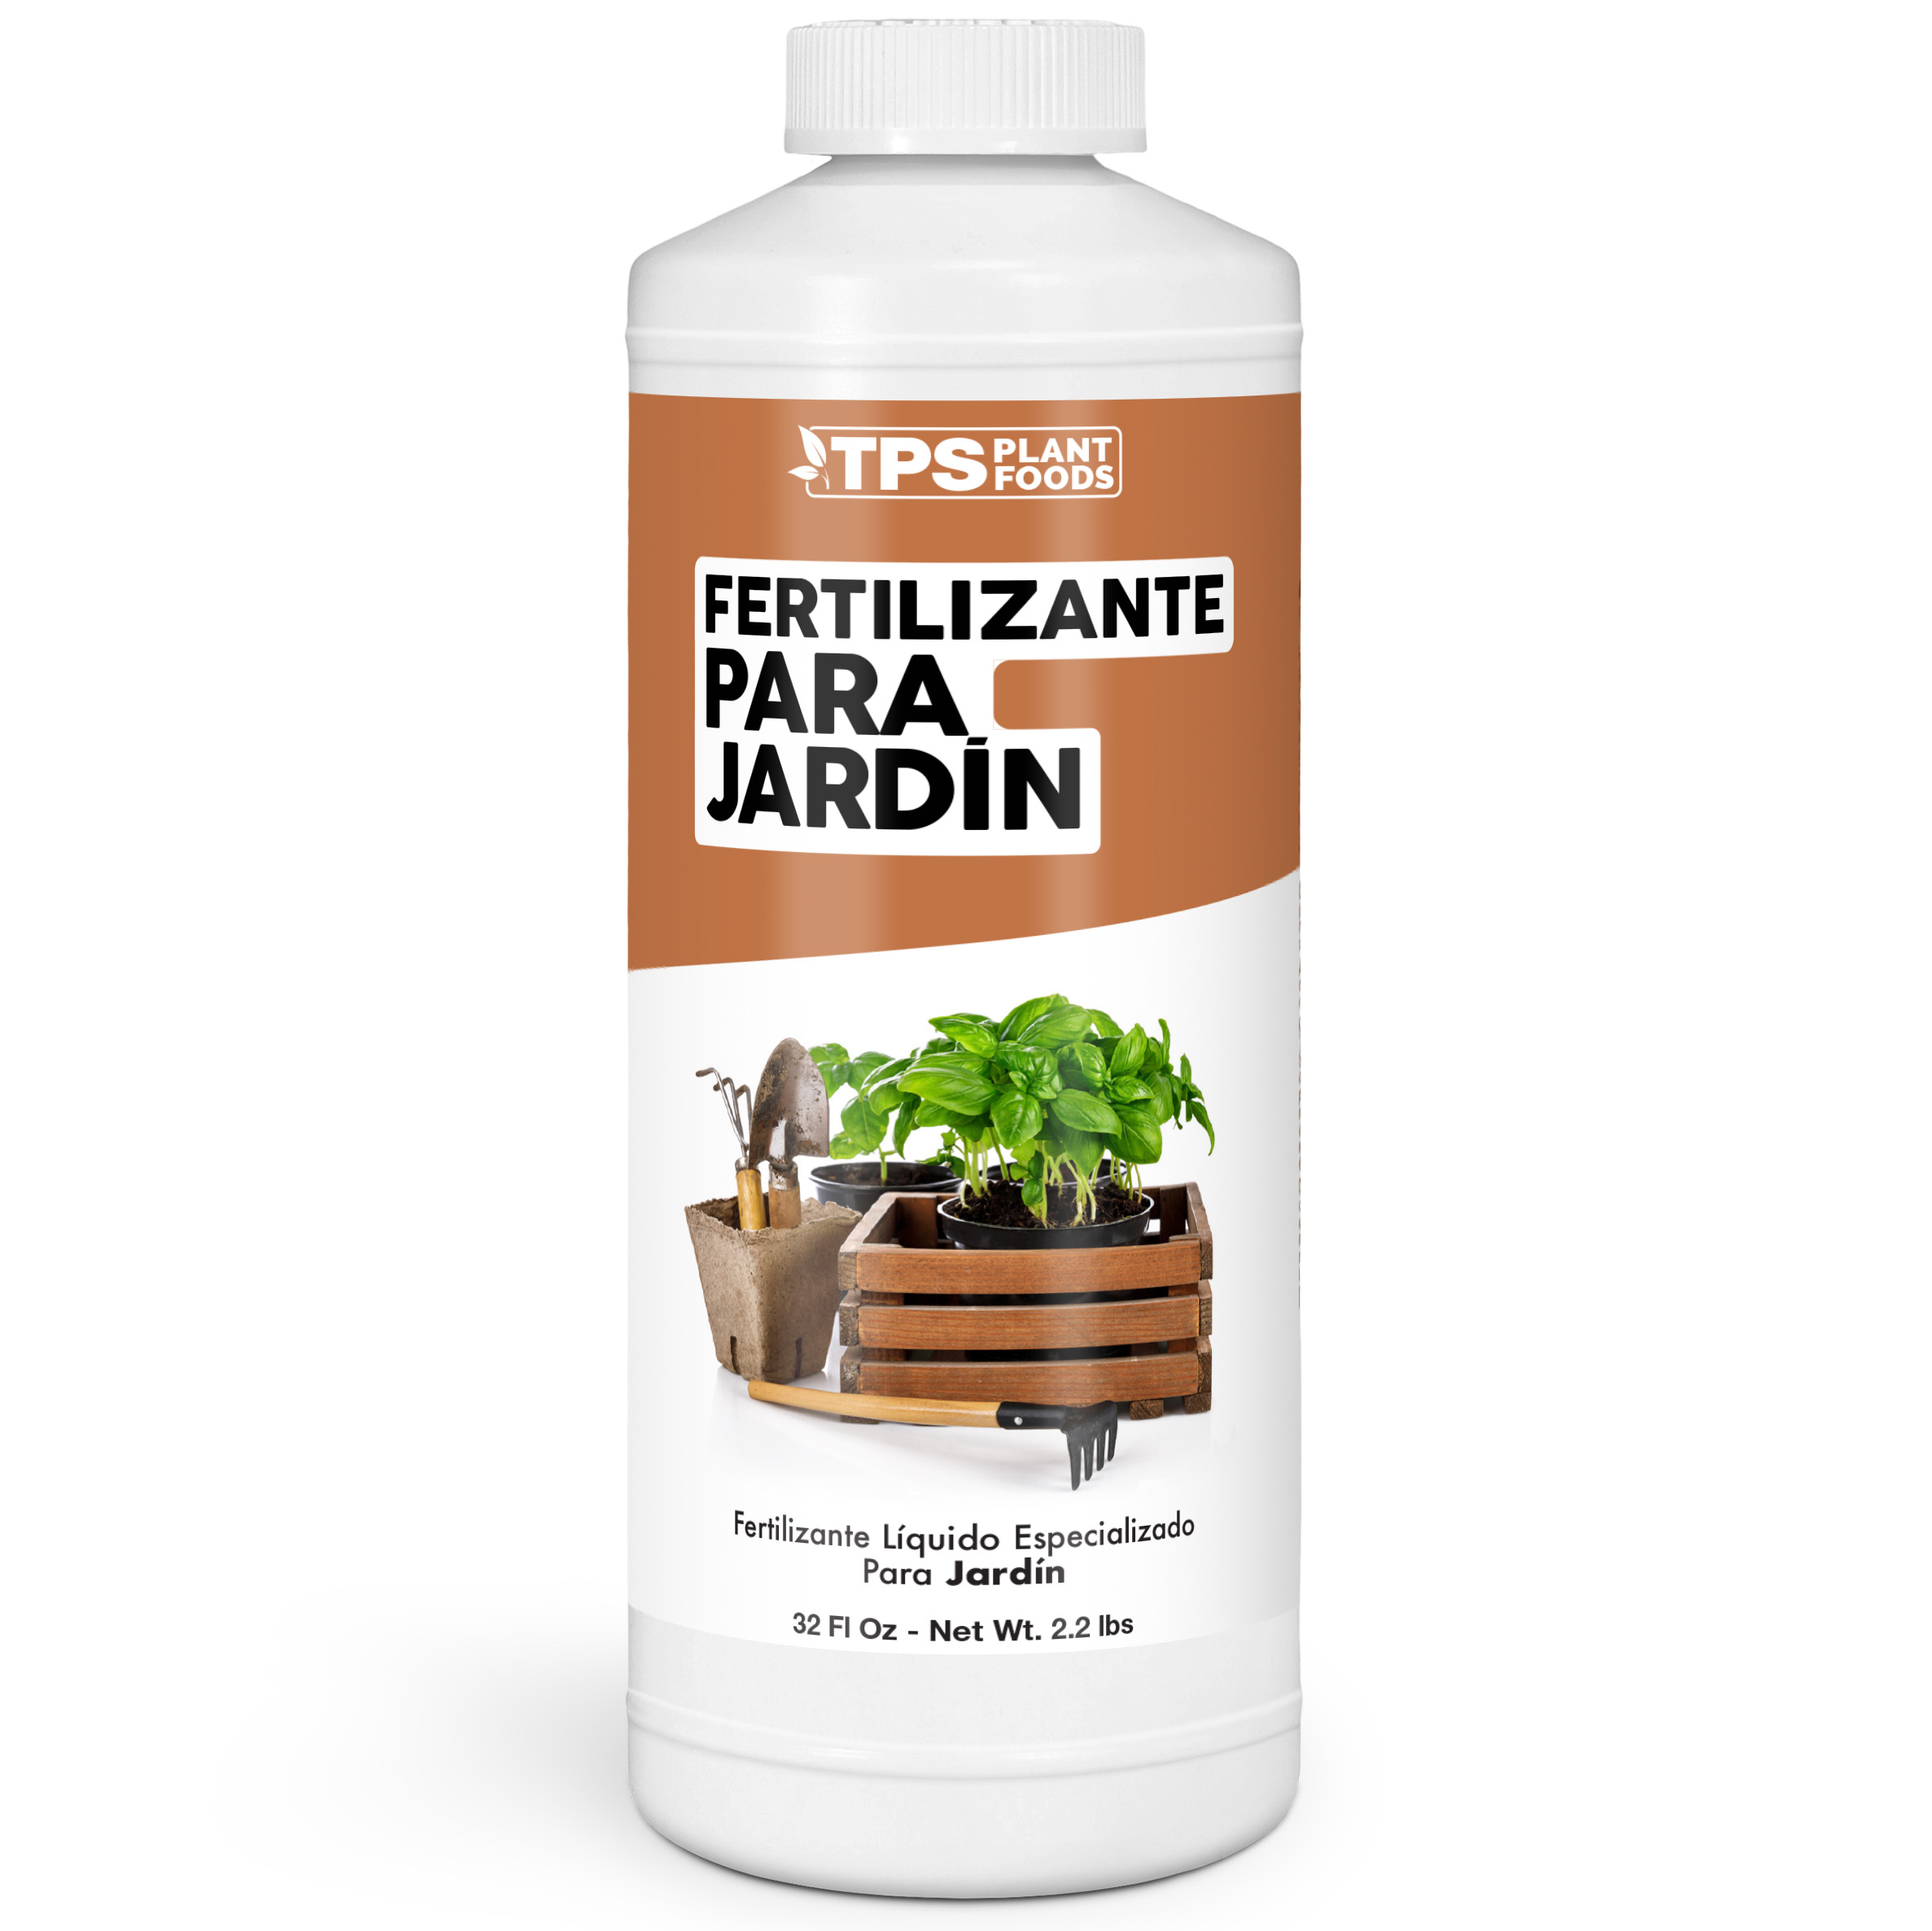 TPS PLANT FOODS
FERTILIZANTE
PARA
JARDÍN
Fertilizante Líquido Especializado
Para Jardín
32 Fl Oz - Net Wt. 2.2 lbs